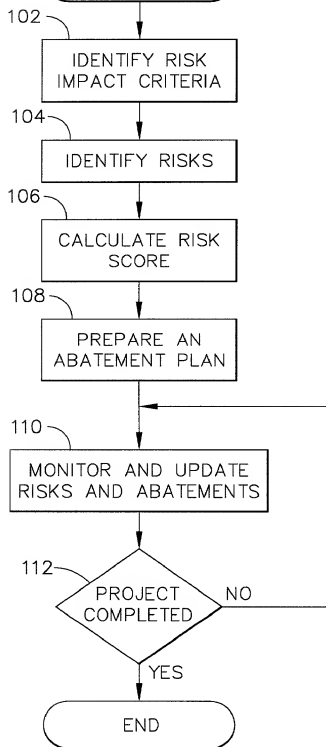 102
IDENTIFY RISK
IMPACT CRITERIA
104
IDENTIFY RISKS
106
CALCULATE RISK
SCORE
108
PREPARE AN
ABATEMENT PLAN
110
MONITOR AND UPDATE
RISKS AND ABATEMENTS
112
PROJECT
COMPLETED
NO
YES
END